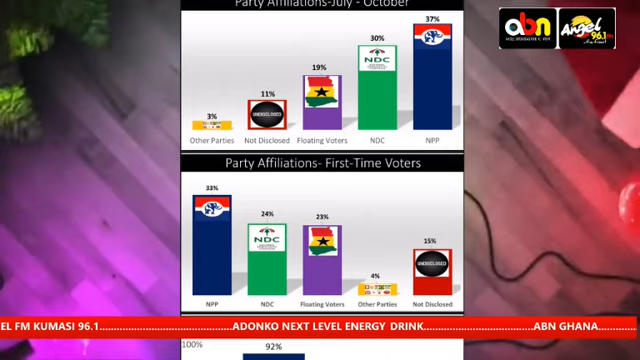 Party Affiliations-July - October
37%
30%
19%
11%
3%
NDC
UNDISCLOSED
Other Parties
Not Disclosed
Floating Voters
NDC
NPP
abn
Angel
96.1 fm
Party Affiliations- First-Time Voters
33%
24%
23%
4%
15%
NDC
UNDISCLOSED
NPP
NDC
Floating Voters
Other Parties
Not Disclosed
EL FM KUMASI 96.1
ADONKO NEXT LEVEL ENERGY DRINK
ABN GHANA
100%
92%